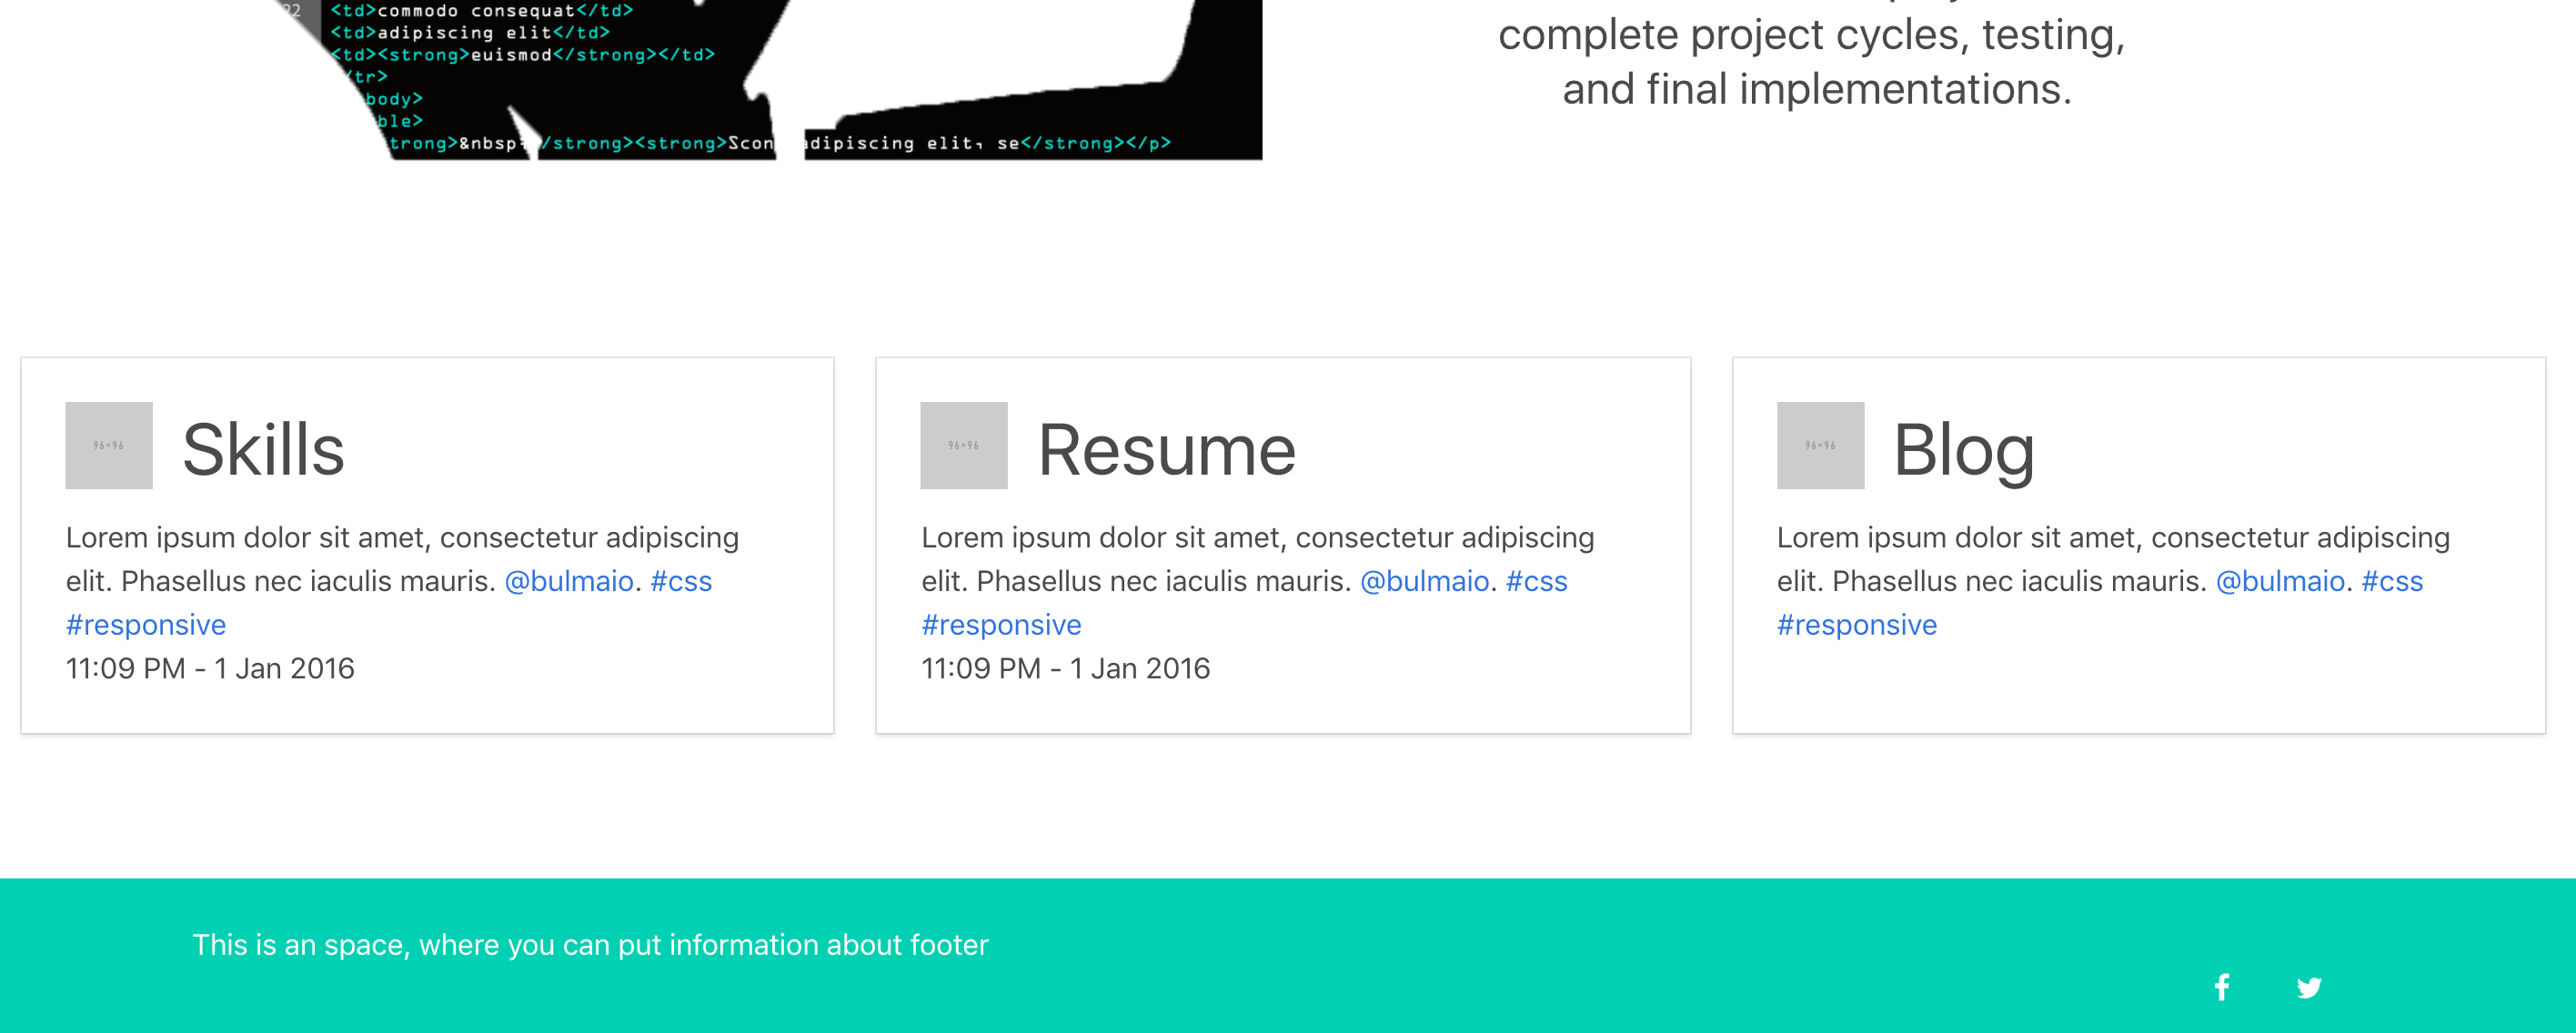 22 <td>commodo consequat</td>
<td>adipiscing elit</td>
<td><strong>euismod</strong></td>
/tr>
body>
ble>
trong>&nbsp /strong><strong>Scon adipiscing elit, se</strong></p>
complete project cycles, testing,
and final implementations.
96×96
Skills
Lorem ipsum dolor sit amet, consectetur adipiscing
elit. Phasellus nec iaculis mauris. @bulmaio. #css
#responsive
11:09 PM - 1 Jan 2016
96×96
Resume
Lorem ipsum dolor sit amet, consectetur adipiscing
elit. Phasellus nec iaculis mauris. @bulmaio. #css
#responsive
11:09 PM - 1 Jan 2016
96×96
Blog
Lorem ipsum dolor sit amet, consectetur adipiscing
elit. Phasellus nec iaculis mauris. @bulmaio. #css
#responsive
This is an space, where you can put information about footer